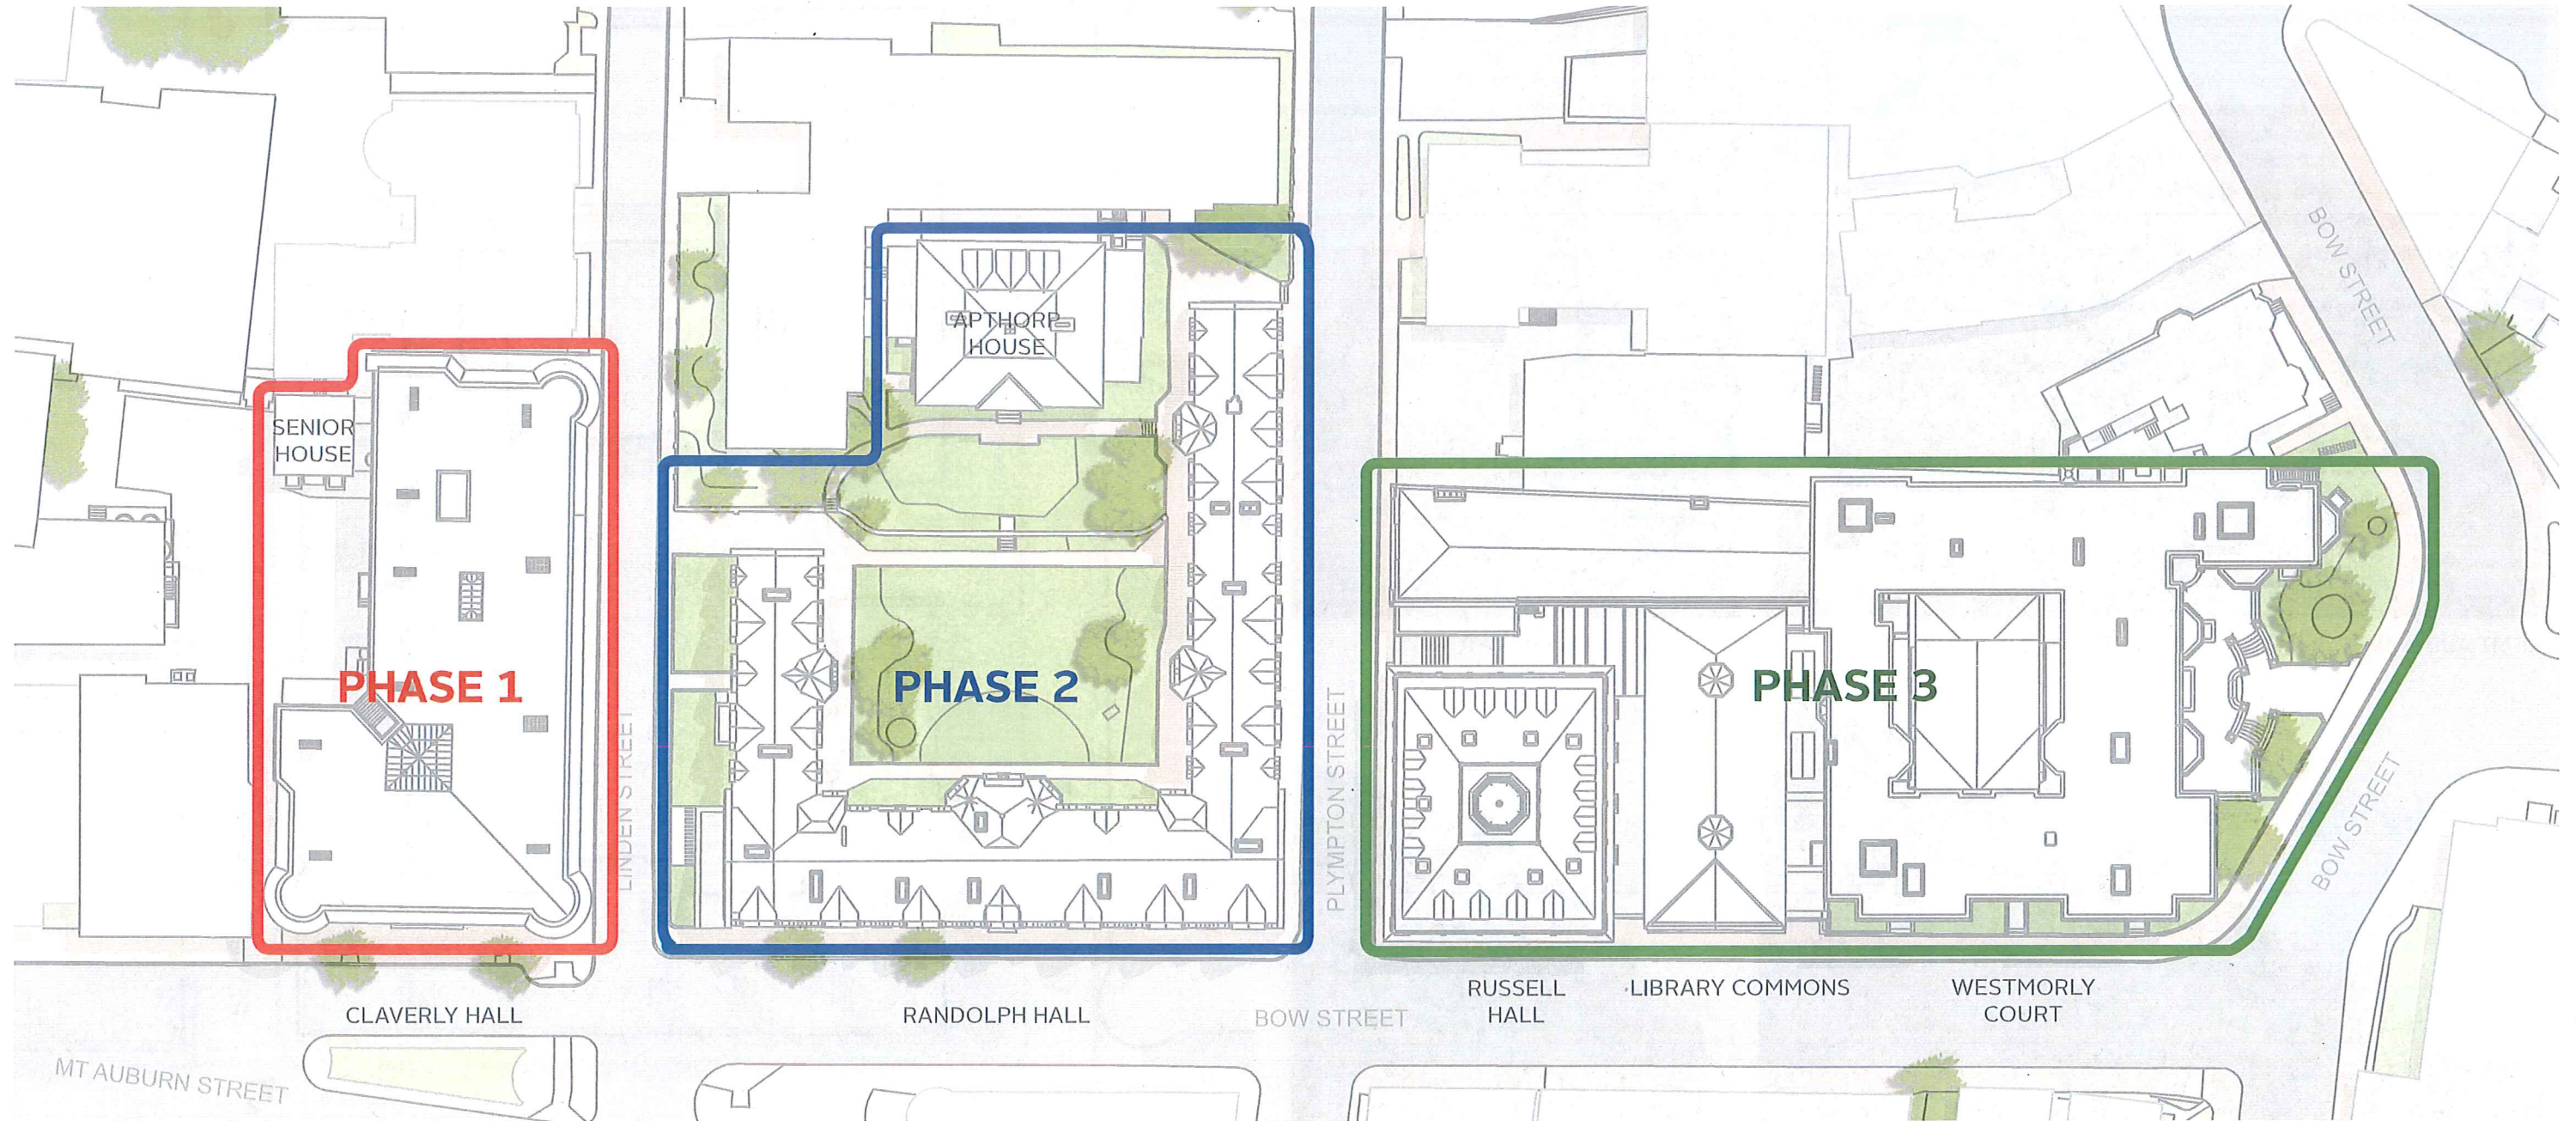 BOW STREET
APTHORP
HOUSE
SENIOR
HOUSE
PHASE 1
PHASE 2
PHASE 3
LINDEN STREET
PLYMPTON STREET
BOW STREET
CLAVERLY HALL
RANDOLPH HALL
BOW STREET
RUSSELL
HALL
LIBRARY COMMONS
WESTMORLY
COURT
MT AUBURN STREET